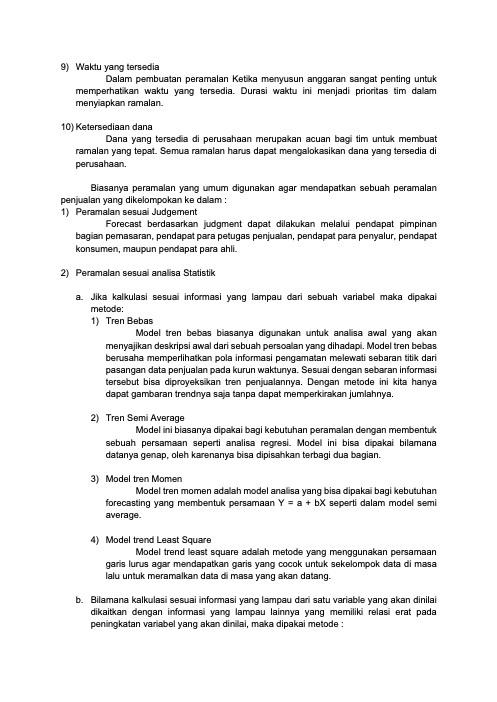 9) Waktu yang tersedia
Dalam pembuatan peramalan Ketika menyusun anggaran sangat penting untuk
memperhatikan waktu yang tersedia. Durasi waktu ini menjadi prioritas tim dalam
menyiapkan ramalan.
10) Ketersediaan dana
Dana yang tersedia di perusahaan merupakan acuan bagi tim untuk membuat
ramalan yang tepat. Semua ramalan harus dapat mengalokasikan dana yang tersedia di
perusahaan.
Biasanya peramalan yang umum digunakan agar mendapatkan sebuah peramalan
penjualan yang dikelompokan ke dalam :
1) Peramalan sesuai Judgement
Forecast berdasarkan judgment dapat dilakukan melalui pendapat pimpinan
bagian pemasaran, pendapat para petugas penjualan, pendapat para penyalur, pendapat
konsumen, maupun pendapat para ahli.
2) Peramalan sesuai analisa Statistik
a. Jika kalkulasi sesuai informasi yang lampau dari sebuah variabel maka dipakai
metode:
1) Tren Bebas
Model tren bebas biasanya digunakan untuk analisa awal yang akan
menyajikan deskripsi awal dari sebuah persoalan yang dihadapi. Model tren bebas
berusaha memperlihatkan pola informasi pengamatan melewati sebaran titik dari
pasangan data penjualan pada kurun waktunya. Sesuai dengan sebaran informasi
tersebut bisa diproyeksikan tren penjualannya. Dengan metode ini kita hanya
dapat gambaran trendnya saja tanpa dapat memperkirakan jumlahnya.
2) Tren Semi Average
Model ini biasanya dipakai bagi kebutuhan peramalan dengan membentuk
sebuah persamaan seperti analisa regresi. Model ini bisa dipakai bilamana
datanya genap, oleh karenanya bisa dipisahkan terbagi dua bagian.
3) Model tren Momen
Model tren momen adalah model analisa yang bisa dipakai bagi kebutuhan
forecasting yang membentuk persamaan Y = a + bX seperti dalam model semi
average.
4) Model trend Least Square
Model trend least square adalah metode yang menggunakan persamaan
garis lurus agar mendapatkan garis yang cocok untuk sekelompok data di masa
lalu untuk meramalkan data di masa yang akan datang.
b. Bilamana kalkulasi sesuai informasi yang lampau dari satu variable yang akan dinilai
dikaitkan dengan informasi yang lampau lainnya yang memiliki relasi erat pada
peningkatan variabel yang akan dinilai, maka dipakai metode :